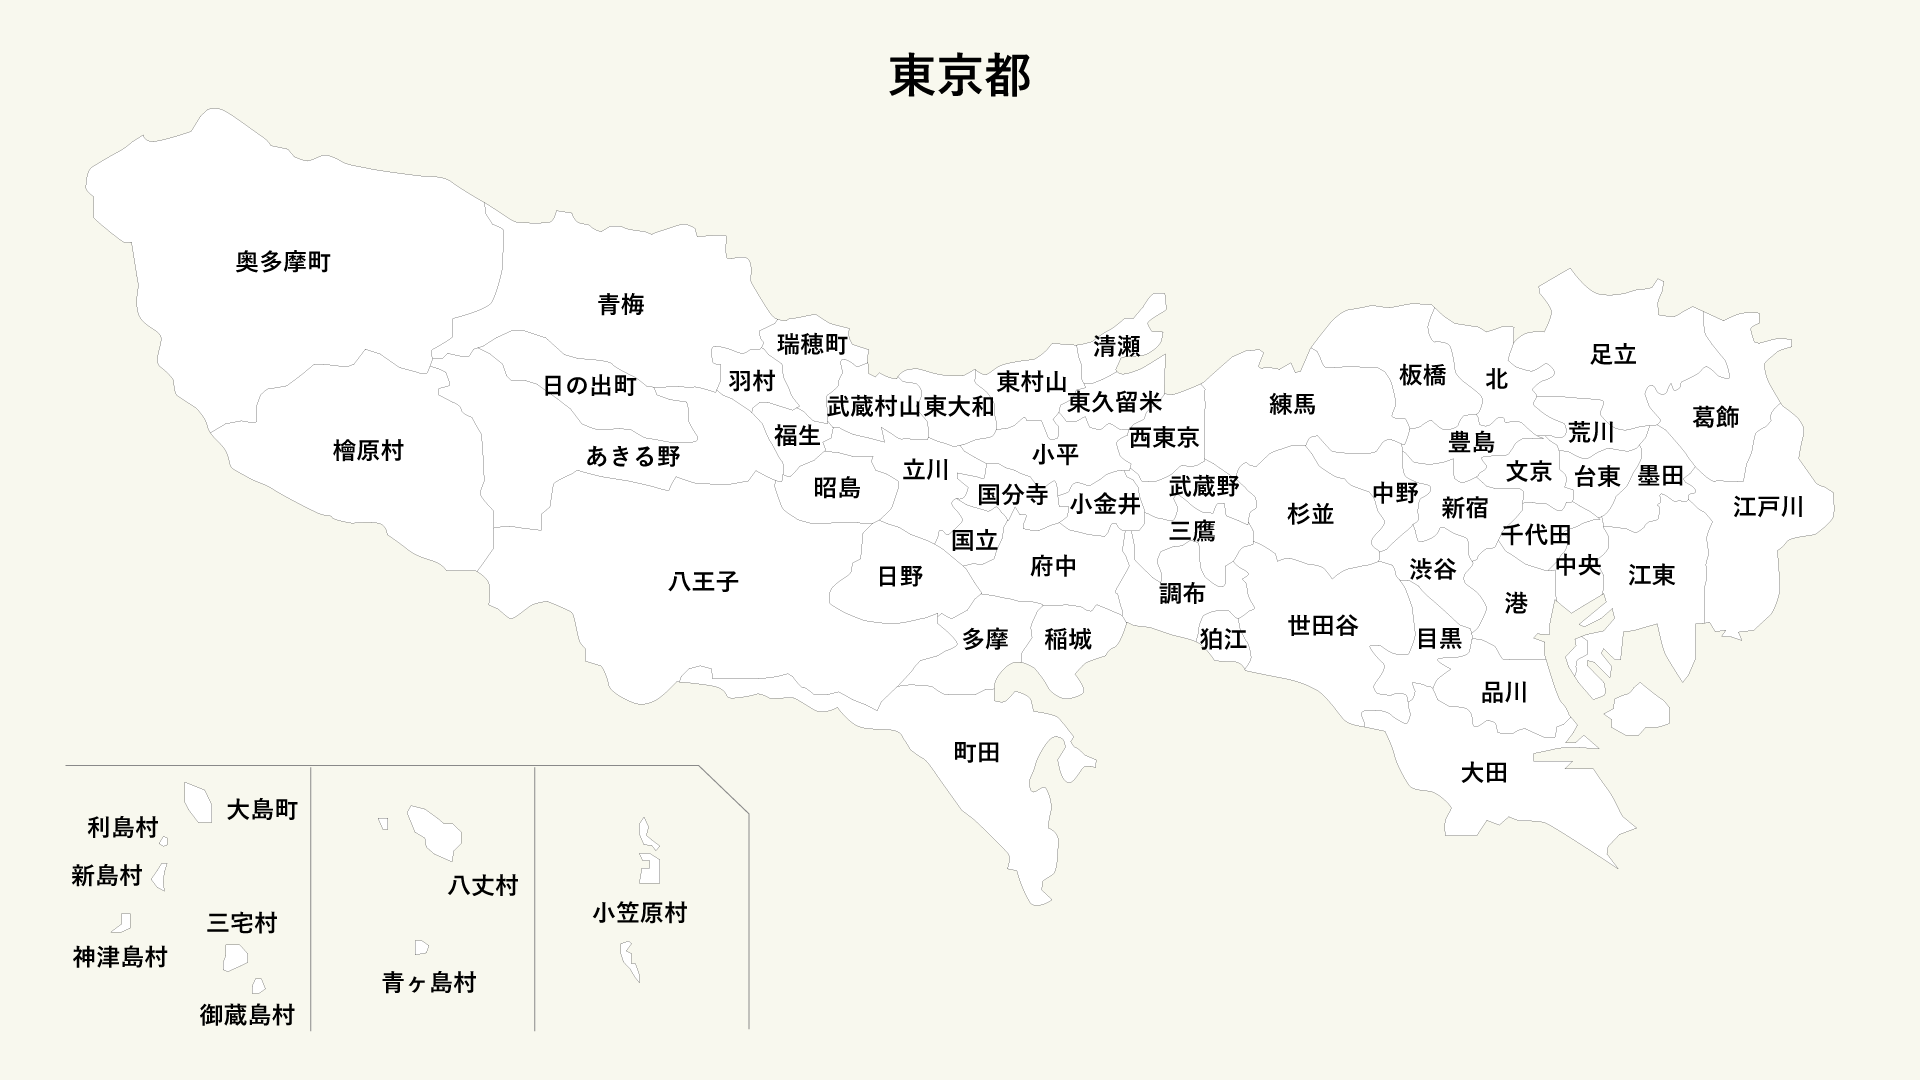 東京都
奥多摩町
青梅
瑞穂町
清瀬
足立
羽村
日の出町
東村山
板橋
北
武蔵村山
東大和
東久留米
練馬
葛飾
福生
西東京
荒川
檜原村
あきる野
立川
小平
豊島
文京
台東
墨田
昭島
国分寺
小金井
武蔵野
中野
新宿
江戸川
杉並
三鷹
国立
千代田
八王子
日野
府中
調布
渋谷
中央
江東
港
多摩
稲城
狛江
世田谷
目黒
品川
町田
大田
大島町
利島村
新島村
三宅村
神津島村
御蔵島村
八丈村
青ヶ島村
小笠原村